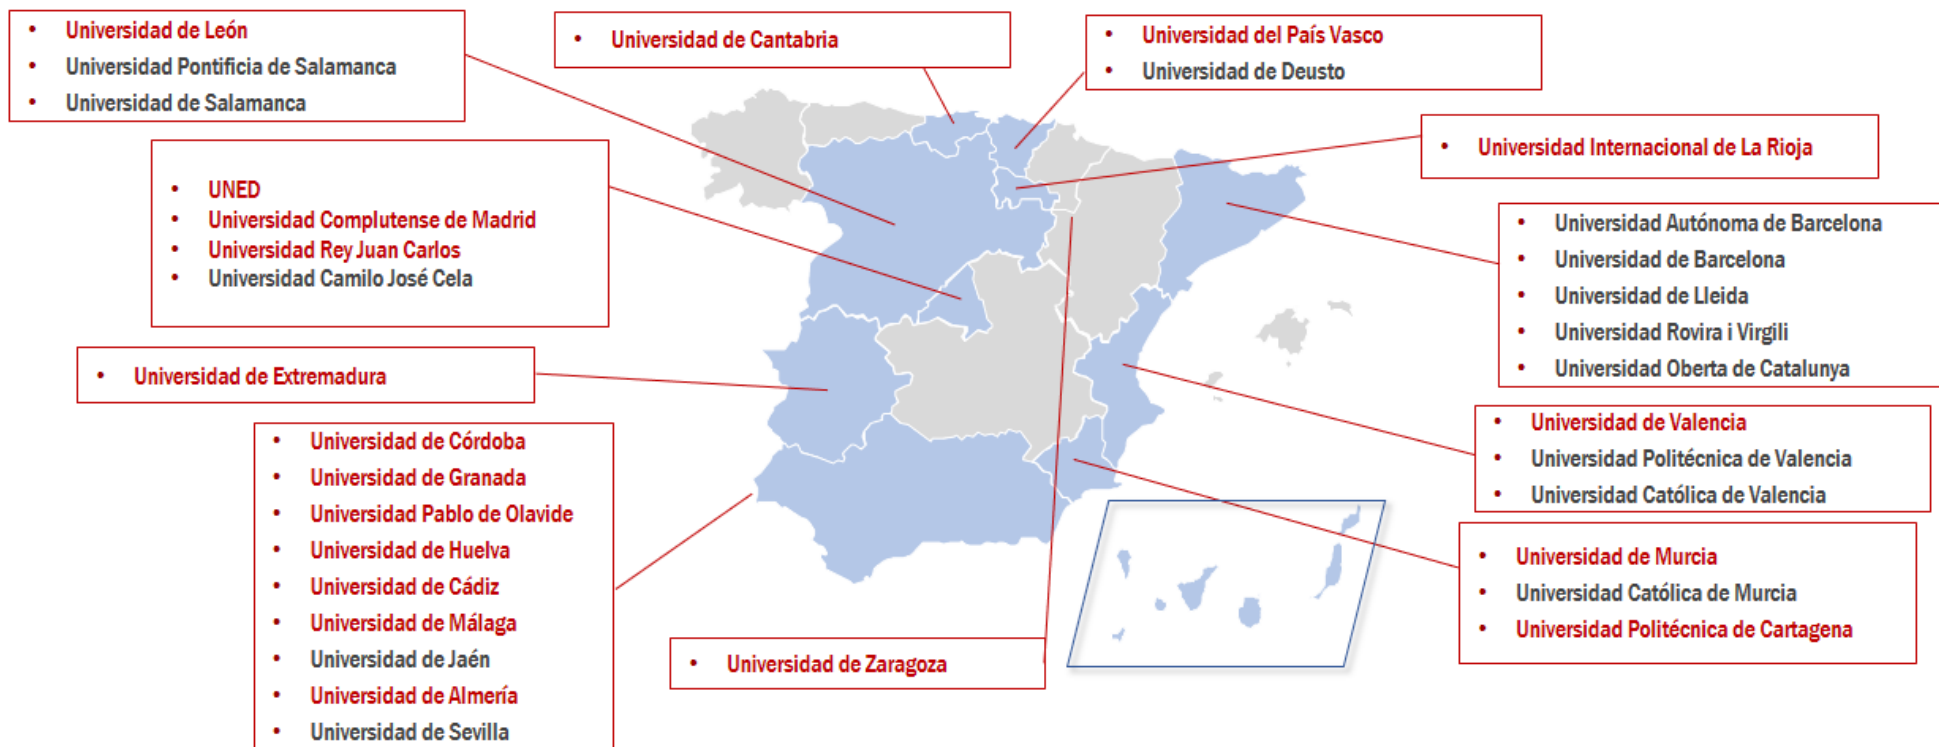 • Universidad de León
• Universidad Pontificia de Salamanca
• Universidad de Salamanca
• Universidad de Cantabria
• Universidad del País Vasco
• Universidad de Deusto
• Universidad Internacional de La Rioja
• UNED
• Universidad Complutense de Madrid
• Universidad Rey Juan Carlos
• Universidad Camilo José Cela
• Universidad Autónoma de Barcelona
• Universidad de Barcelona
• Universidad de Lleida
• Universidad Rovira i Virgili
• Universidad Oberta de Catalunya
• Universidad de Extremadura
• Universidad de Valencia
• Universidad Politécnica de Valencia
• Universidad Católica de Valencia
• Universidad de Córdoba
• Universidad de Granada
• Universidad Pablo de Olavide
• Universidad de Huelva
• Universidad de Cádiz
• Universidad de Málaga
• Universidad de Jaén
• Universidad de Almería
• Universidad de Sevilla
• Universidad de Murcia
• Universidad Católica de Murcia
• Universidad Politécnica de Cartagena
• Universidad de Zaragoza